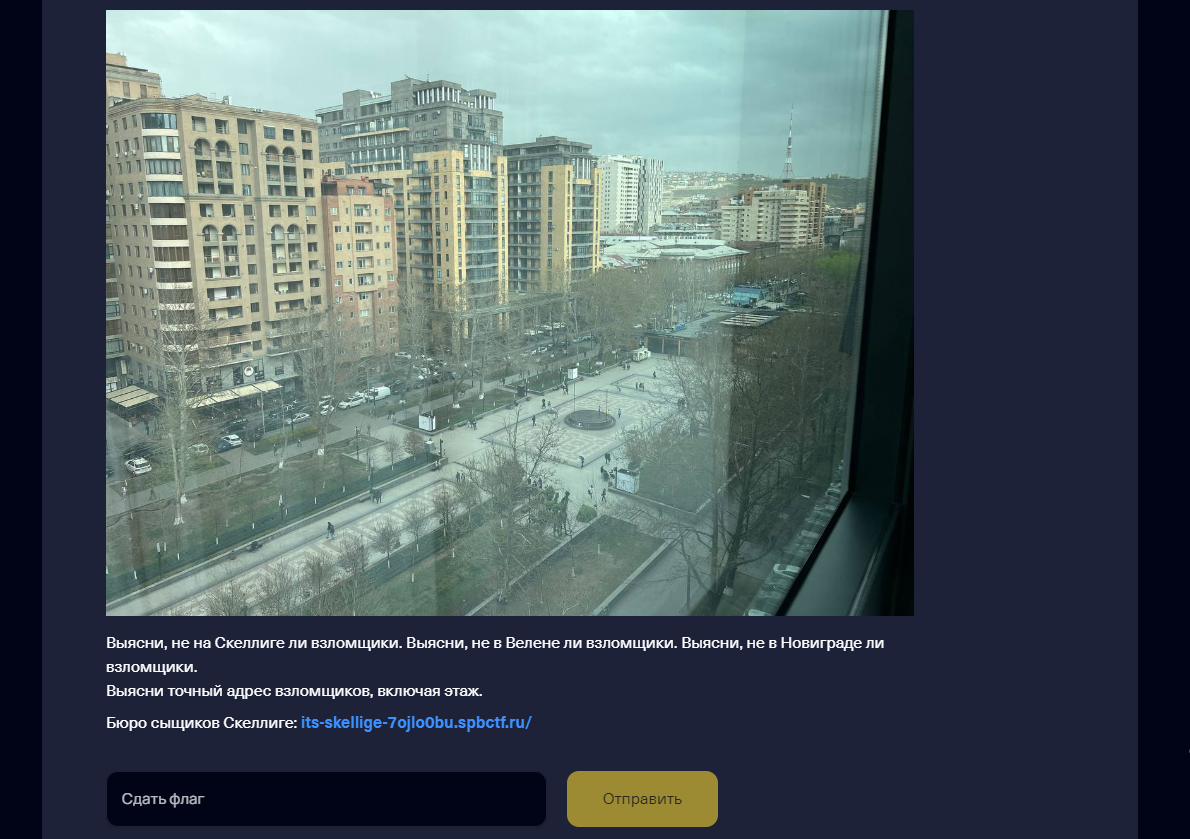 Выясни, не на Скеллиге ли взломщики. Выясни, не в Велене ли взломщики. Выясни, не в Новиграде ли
взломщики.
Выясни точный адрес взломщиков, включая этаж.
Бюро сыщиков Скеллиге: its-skellige-7ojlo0bu.spbctf.ru/
Сдать флаг
Отправить